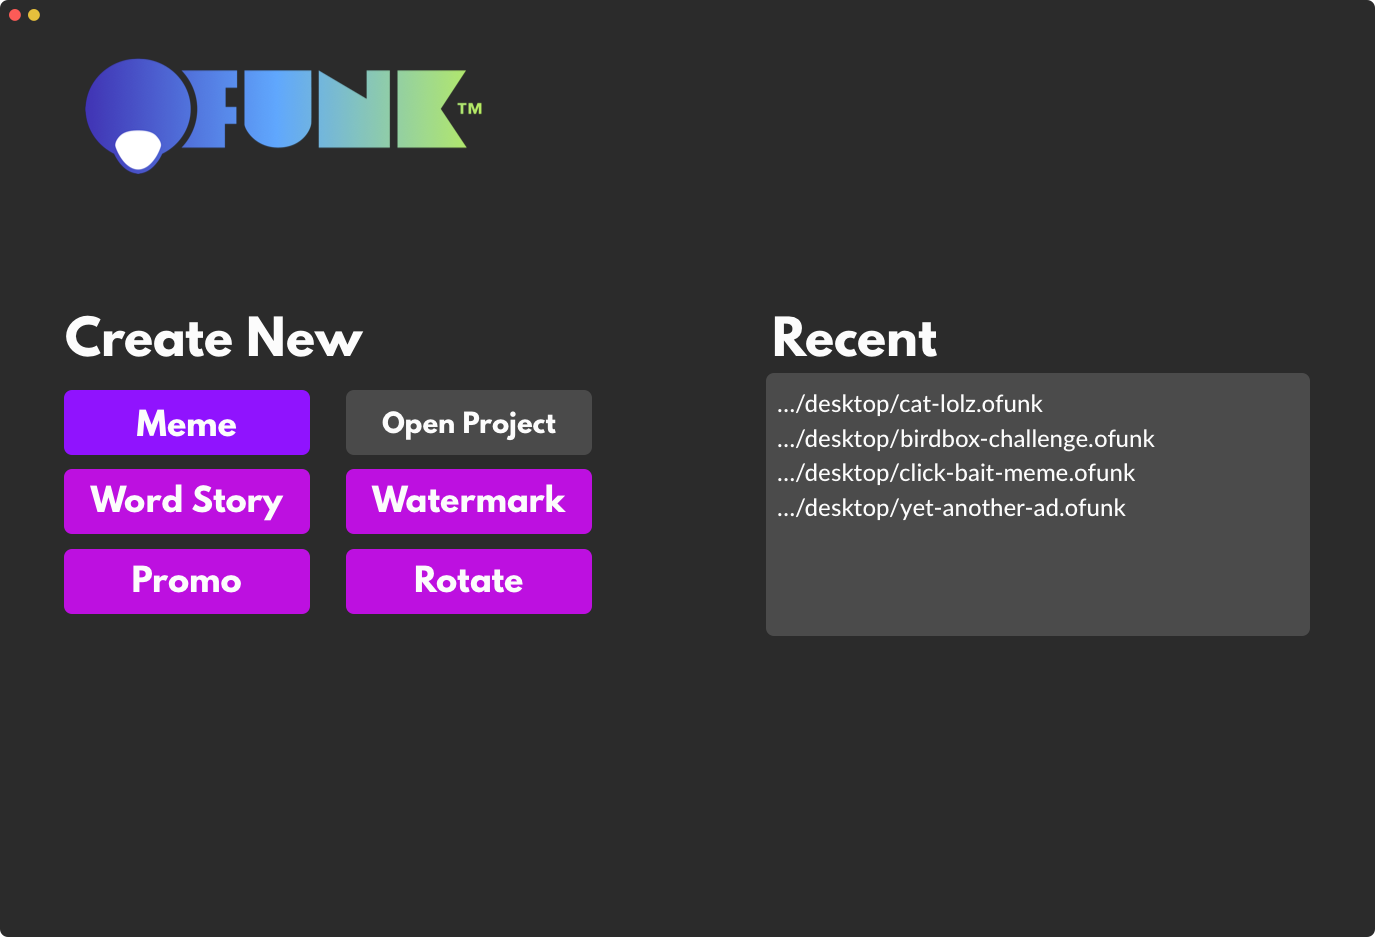 OFUNK™
Create New
Meme
Open Project
Word Story
Watermark
Promo
Rotate
Recent
.../desktop/cat-lolz.ofunk
.../desktop/birdbox-challenge.ofunk
.../desktop/click-bait-meme.ofunk
.../desktop/yet-another-ad.ofunk